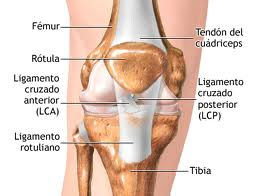 Fémur
Tendón del
cuádriceps
Rótula
Ligamento
cruzado
anterior
(LCA)
Ligamento
cruzado
posterior
(LCP)
Ligamento
rotuliano
Tibia